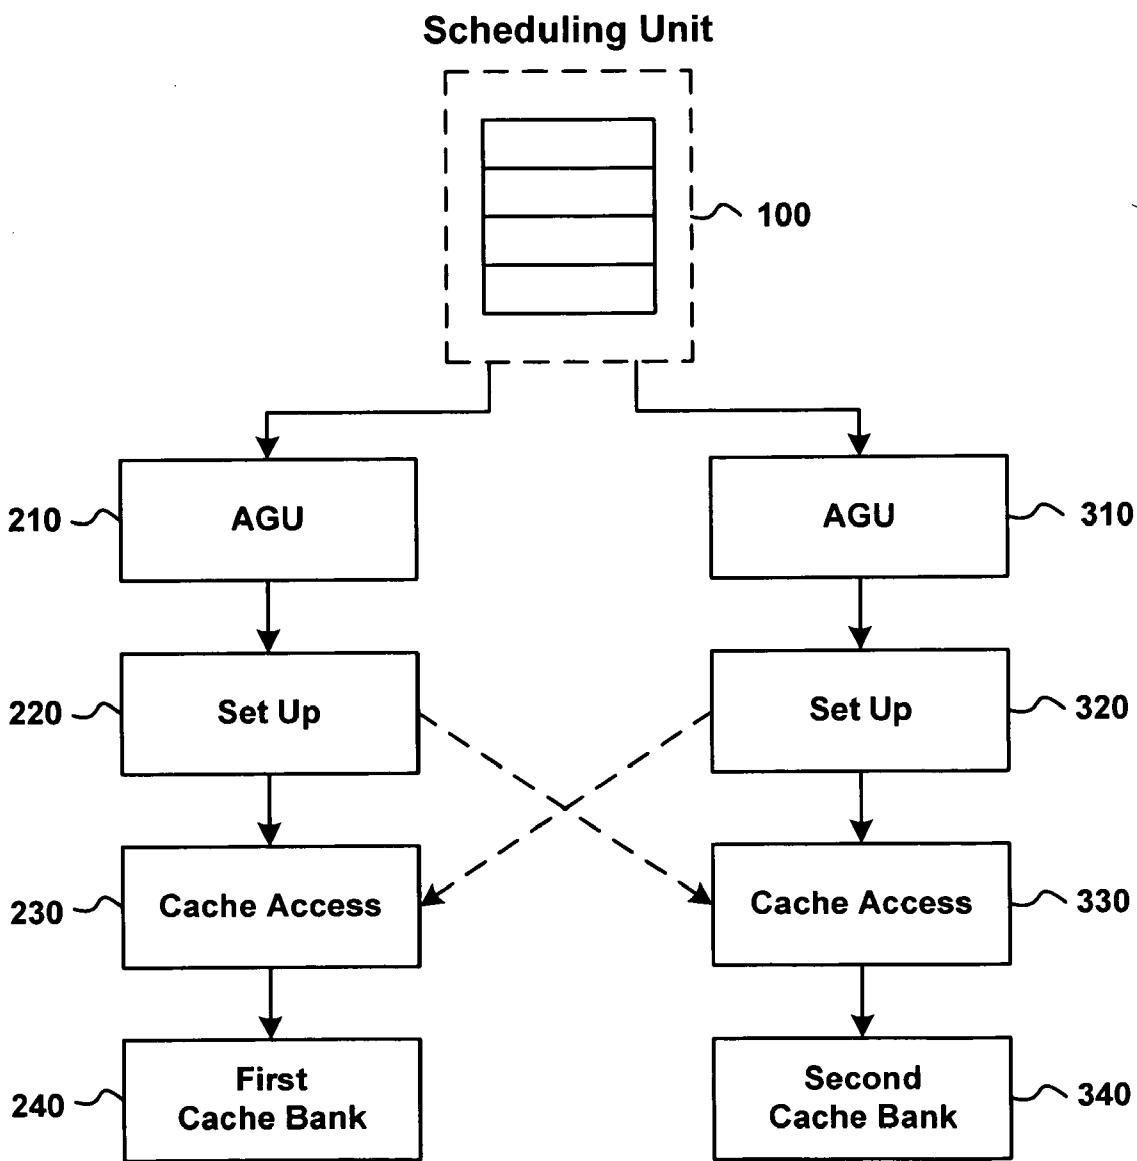 Scheduling Unit
100
210
AGU
AGU
310
220
Set Up
Set Up
320
230
Cache Access
Cache Access
330
240
First
Cache Bank
Second
Cache Bank
340